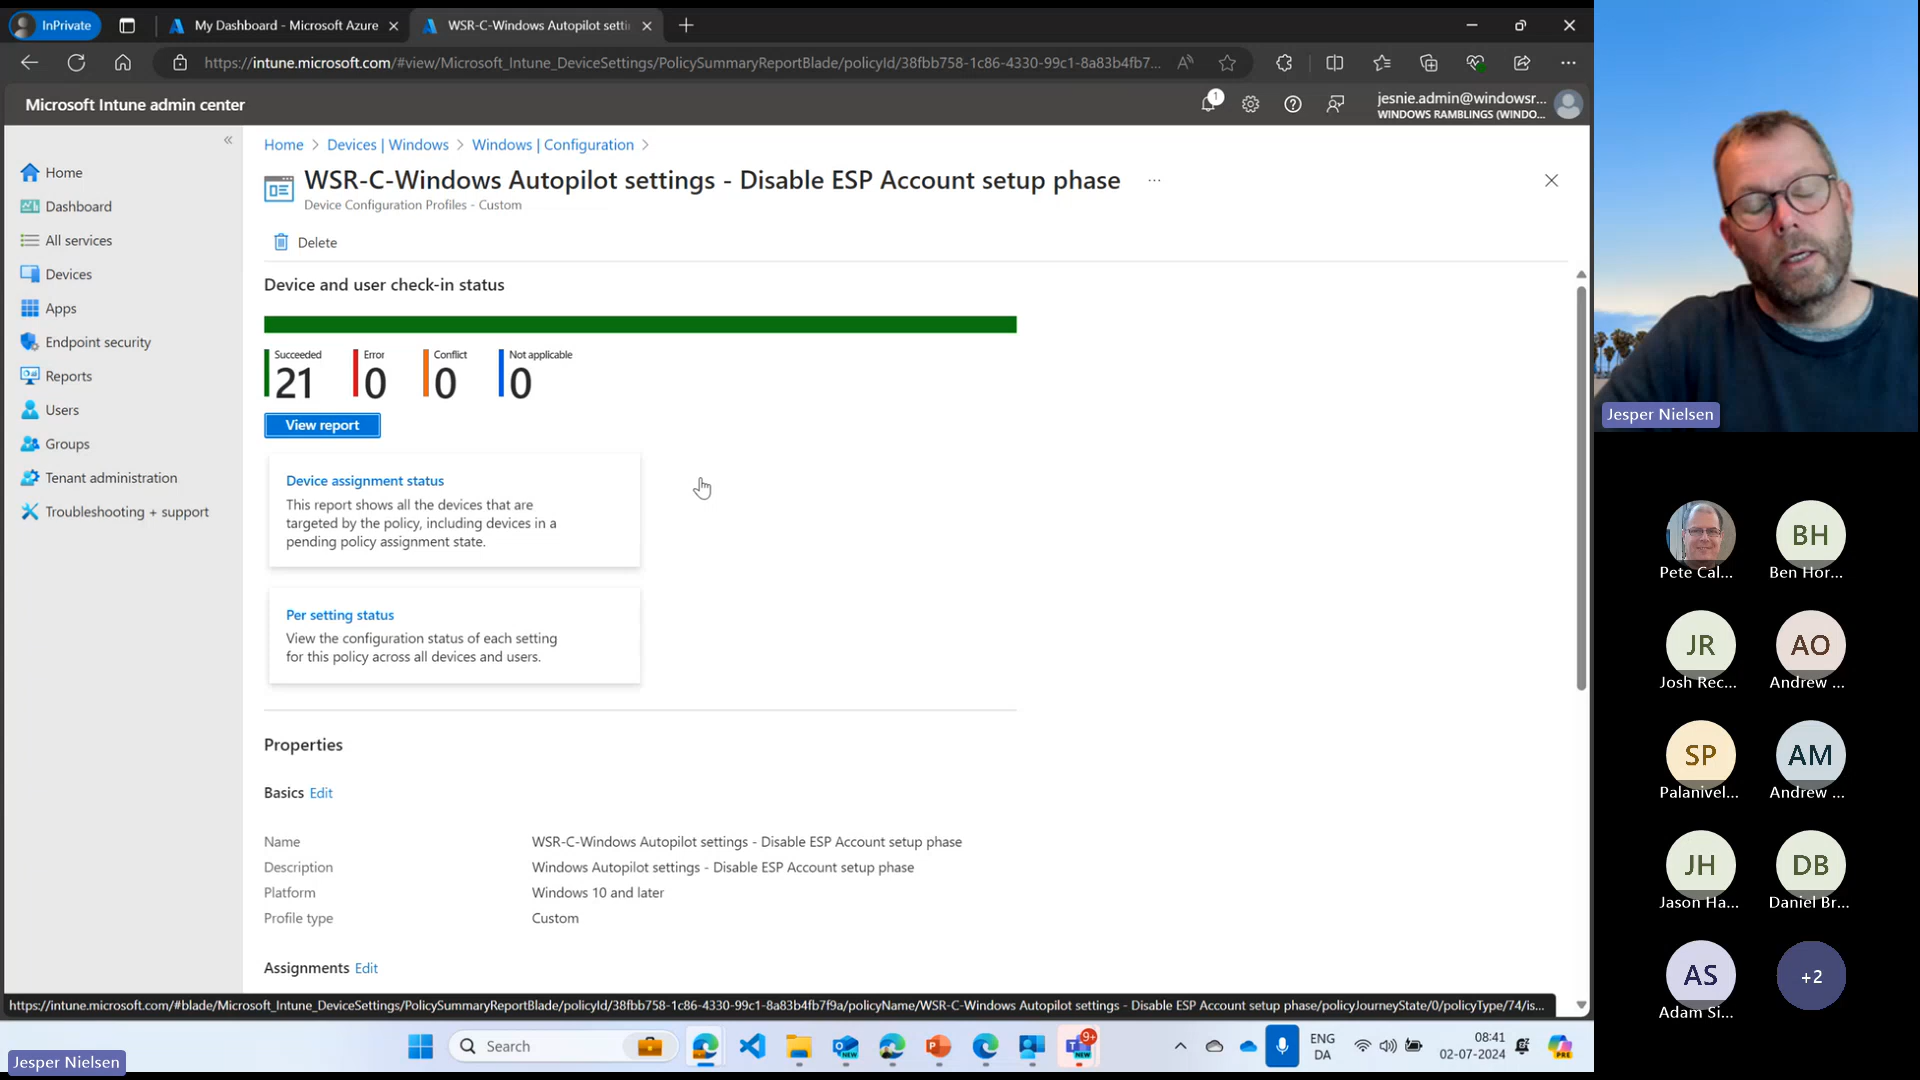 InPrivate
My Dashboard - Microsoft Azure
WSR-C-Windows Autopilot setti
https://intune.microsoft.com/#view/Microsoft_Intune_DeviceSettings/PolicySummaryReportBlade/policyId/38fbb758-1c86-4330-99c1-8a83b4fb7...
Microsoft Intune admin center
1
jesnie.admin@windowsr...
WINDOWS RAMBLINGS (WINDO...
Home
Dashboard
All services
Devices
Apps
Endpoint security
Reports
Users
Groups
Tenant administration
Troubleshooting + support
Home > Devices | Windows > Windows | Configuration >
WSR-C-Windows Autopilot settings - Disable ESP Account setup phase ...
Device Configuration Profiles - Custom
Delete
Device and user check-in status
Succeeded
21
Error
0
Conflict
0
Not applicable
0
View report
Device assignment status
This report shows all the devices that are
targeted by the policy, including devices in a
pending policy assignment state.
Per setting status
View the configuration status of each setting
for this policy across all devices and users.
Properties
Basics Edit
Name WSR-C-Windows Autopilot settings - Disable ESP Account setup phase
Description Windows Autopilot settings - Disable ESP Account setup phase
Platform Windows 10 and later
Profile type Custom
Assignments Edit
https://intune.microsoft.com/#blade/Microsoft_Intune_DeviceSettings/PolicySummaryReportBlade/policyId/38fbb758-1c86-4330-99c1-8a83b4fb7f9a/policyName/WSR-C-Windows Autopilot settings - Disable ESP Account setup phase/policyJourneyState/0/policyType/74/is...
Search
NEW
NEW
9+
ENG
DA
08:41
02-07-2024
PRE
Jesper Nielsen
Jesper Nielsen
Pete Cal...
BH
Ben Hor...
JR
Josh Rec...
AO
Andrew ...
SP
Palanivel...
AM
Andrew ...
JH
Jason Ha...
DB
Daniel Br...
AS
Adam Si...
+2